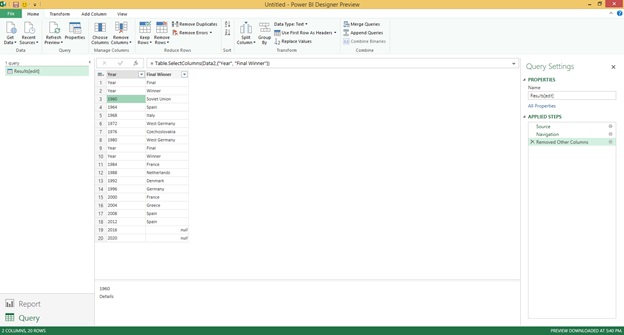 Untitled - Power BI Designer Preview
File Home Transform Add Column View
Get Data Recent Sources Refresh Preview Properties Choose Columns Remove Columns Keep Rows Remove Rows Remove Duplicates Remove Errors Split Column Group By Data Type: Text Use First Row As Headers Replace Values Merge Queries Append Queries Combine Binaries
Data Query Manage Columns Reduce Rows Sort Transform Combine
1 query
Results[edit]
= Table.SelectColumns(Data2,{"Year", "Final Winner"})
Year Final Winner
1 Year Final
2 Year Winner
3 1960 Soviet Union
4 1964 Spain
5 1968 Italy
6 1972 West Germany
7 1976 Czechoslovakia
8 1980 West Germany
9 Year Final
10 Year Winner
11 1984 France
12 1988 Netherlands
13 1992 Denmark
14 1996 Germany
15 2000 France
16 2004 Greece
17 2008 Spain
18 2012 Spain
19 2016 null
20 2020 null
1960
Details
Query Settings
PROPERTIES
Name
Results[edit]
All Properties
APPLIED STEPS
Source
Navigation
Removed Other Columns
Report
Query
2 COLUMNS, 20 ROWS
PREVIEW DOWNLOADED AT 5:40 PM